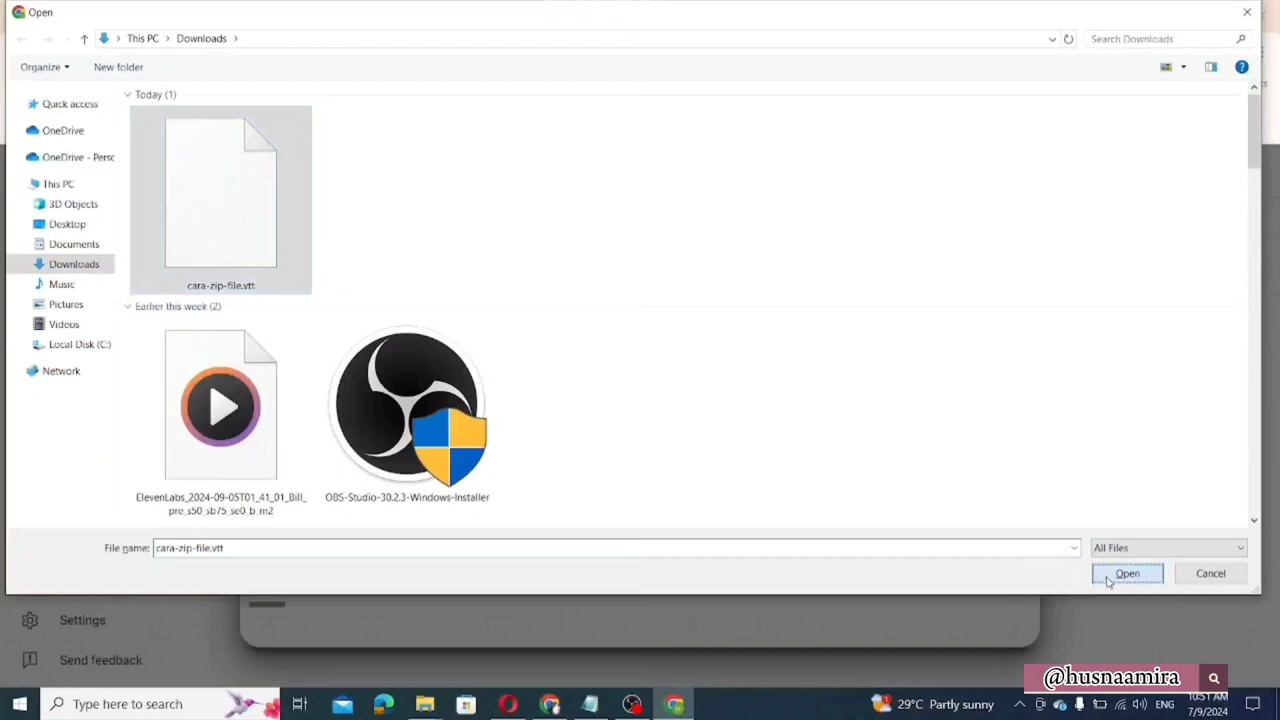 Open
This PC
Downloads
Search Downloads
Organize
New folder
Quick access
OneDrive
OneDrive - Persc
This PC
3D Objects
Desktop
Documents
Downloads
Music
Pictures
Videos
Local Disk (C:)
Network
Today (1)
cara-zip-file.vtt
Earlier this week (2)
ElevenLabs_2024-09-05T01_41_01_Bill_
pre_s50_sb75_se0_b_m2
OBS-Studio-30.2.3-Windows-Installer
File name: cara-zip-file.vtt
All Files
Open
Cancel
Settings
Send feedback
@husnaamira
Type here to search
29°C Partly sunny
ENG
10:51 AM
7/9/2024